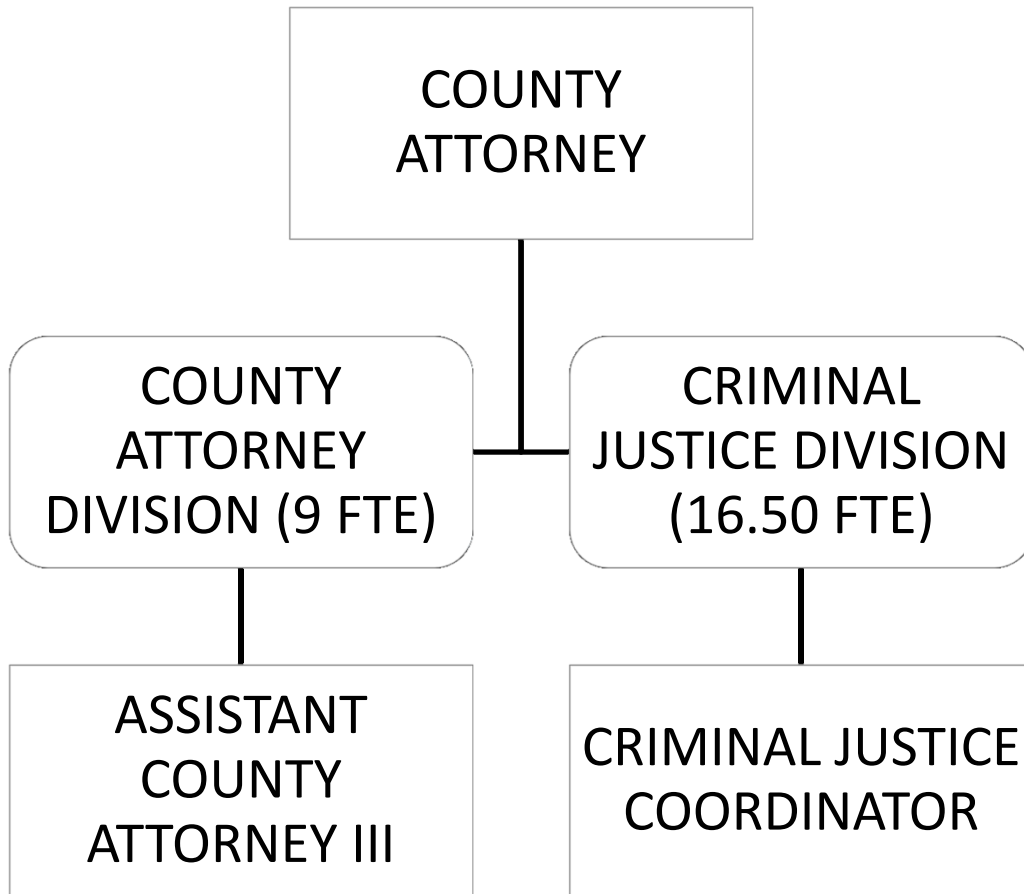 COUNTY
ATTORNEY
COUNTY
ATTORNEY
DIVISION (9 FTE)
CRIMINAL
JUSTICE DIVISION
(16.50 FTE)
ASSISTANT
COUNTY
ATTORNEY III
CRIMINAL JUSTICE
COORDINATOR